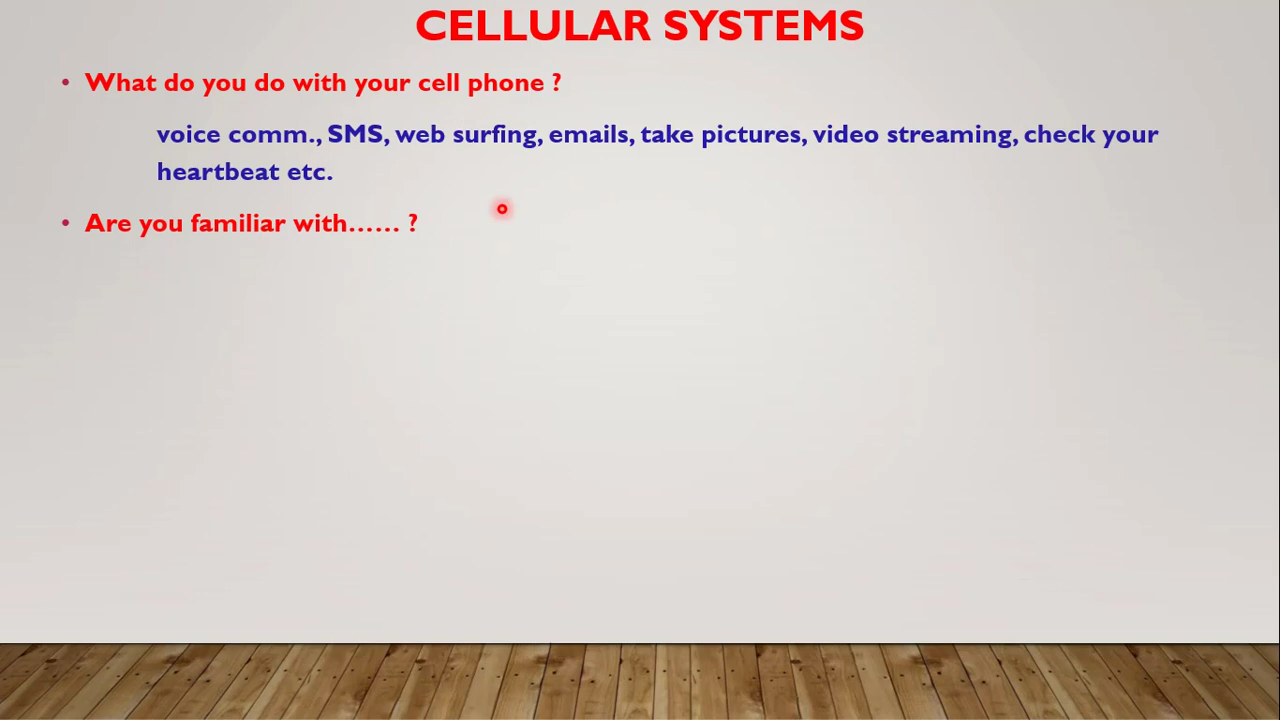 CELLULAR SYSTEMS
• What do you do with your cell phone ?
voice comm., SMS, web surfing, emails, take pictures, video streaming, check your
heartbeat etc.
• Are you familiar with…… ?